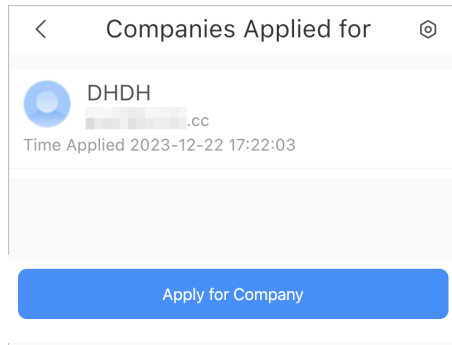 Companies Applied for
DHDH
.cc
Time Applied 2023-12-22 17:22:03
Apply for Company